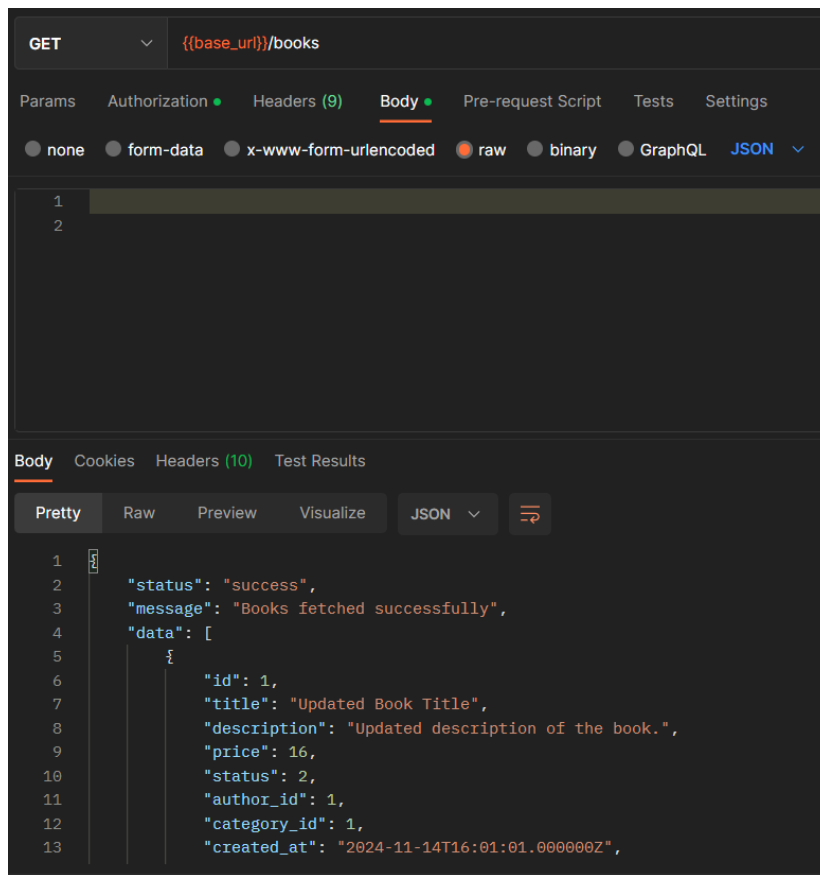 GET {{base_url}}/books
Params Authorization Headers (9) Body Pre-request Script Tests Settings
none form-data x-www-form-urlencoded raw binary GraphQL JSON
1
2
Body Cookies Headers (10) Test Results
Pretty Raw Preview Visualize JSON
1 {
2 "status": "success",
3 "message": "Books fetched successfully",
4 "data": [
5 {
6 "id": 1,
7 "title": "Updated Book Title",
8 "description": "Updated description of the book.",
9 "price": 16,
10 "status": 2,
11 "author_id": 1,
12 "category_id": 1,
13 "created_at": "2024-11-14T16:01:01.000000Z",